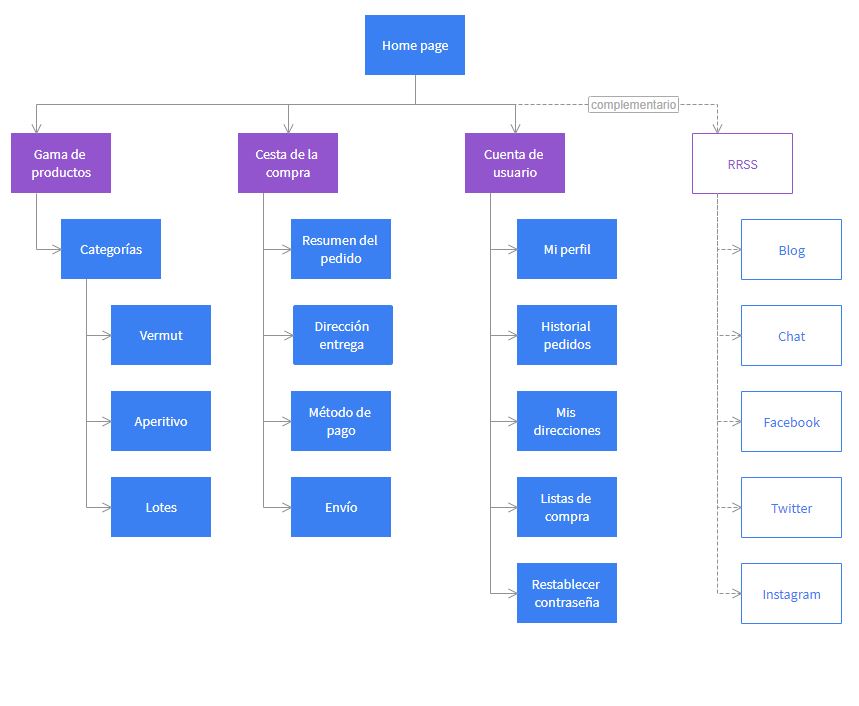 Home page
complementario
Gama de
productos
Cesta de la
compra
Cuenta de
usuario
RRSS
Categorías
Resumen del
pedido
Mi perfil
Blog
Vermut
Dirección
entrega
Historial
pedidos
Chat
Aperitivo
Método de
pago
Mis
direcciones
Facebook
Lotes
Envío
Listas de
compra
Twitter
Restablecer
contraseña
Instagram